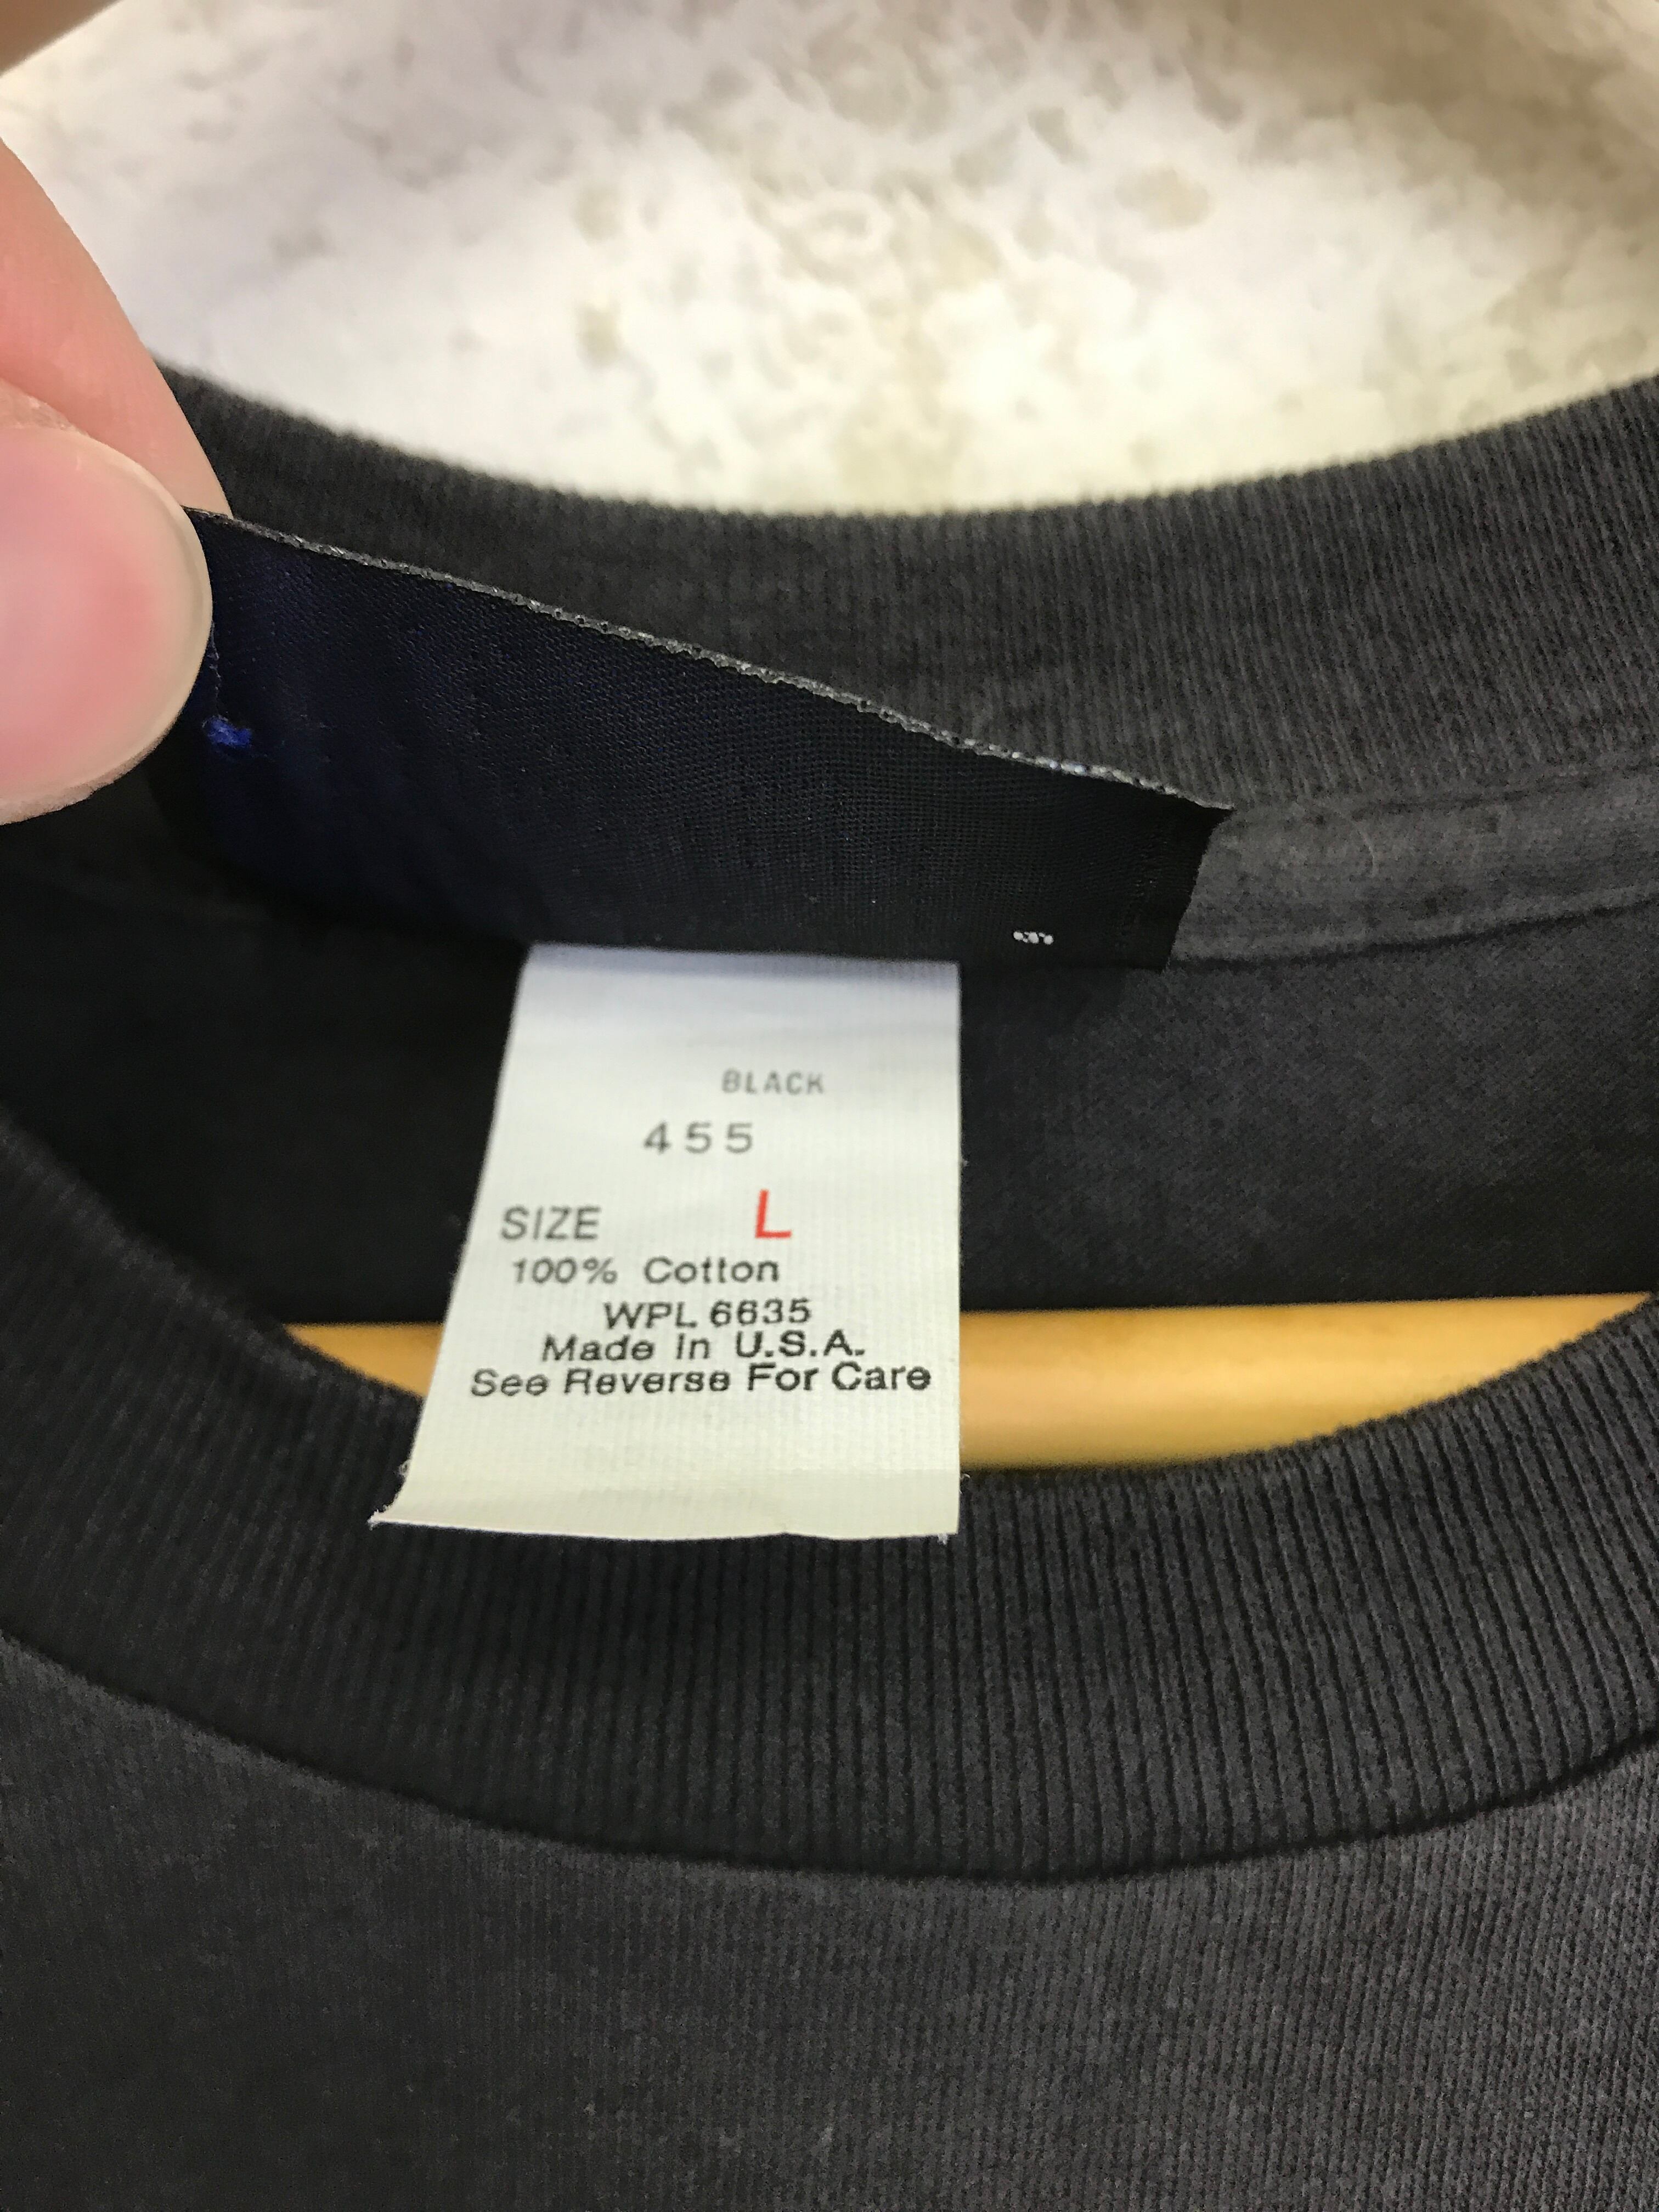 BLACK
455
SIZE L
100% Cotton
WPL 6635
Made In U.S.A.
See Reverse For Care